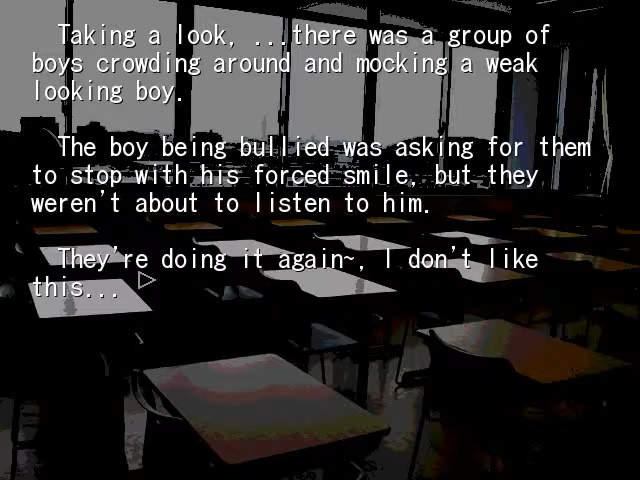 Taking a look, ...there was a group of
boys crowding around and mocking a weak
looking boy.
The boy being bullied was asking for them
to stop with his forced smile, but they
weren't about to listen to him.
They're doing it again~, I don't like
this...